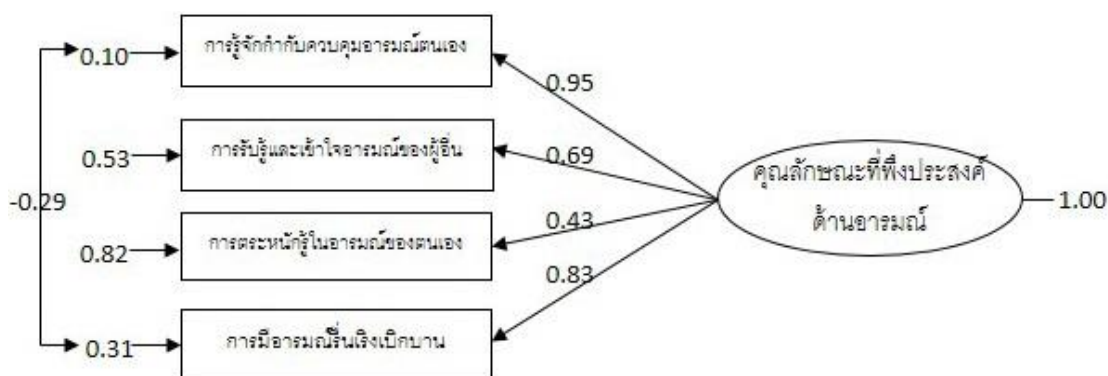 0.10
การรู้จักกำกับควบคุมอารมณ์ตนเอง
0.95
0.53
การรับรู้และเข้าใจอารมณ์ของผู้อื่น
0.69
-0.29
คุณลักษณะที่พึงประสงค์
ด้านอารมณ์
1.00
0.82
การตระหนักรู้ในอารมณ์ของตนเอง
0.43
0.83
0.31
การมีอารมณ์รื่นเริงเบิกบาน